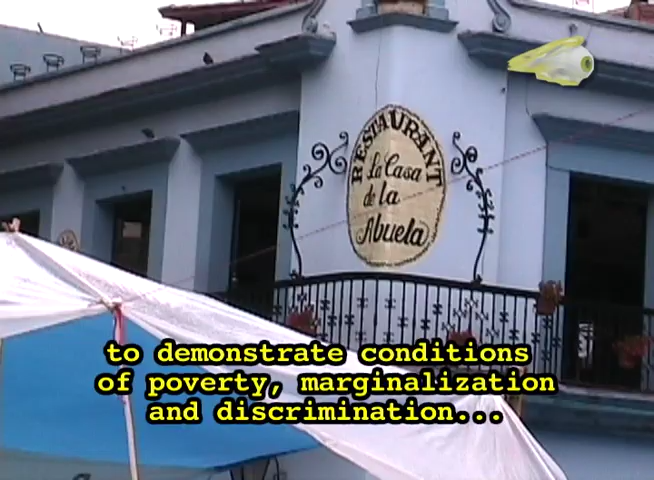 RESTAURANT
La Casa
de la
Abuela
to demonstrate conditions
of poverty, marginalization
and discrimination...